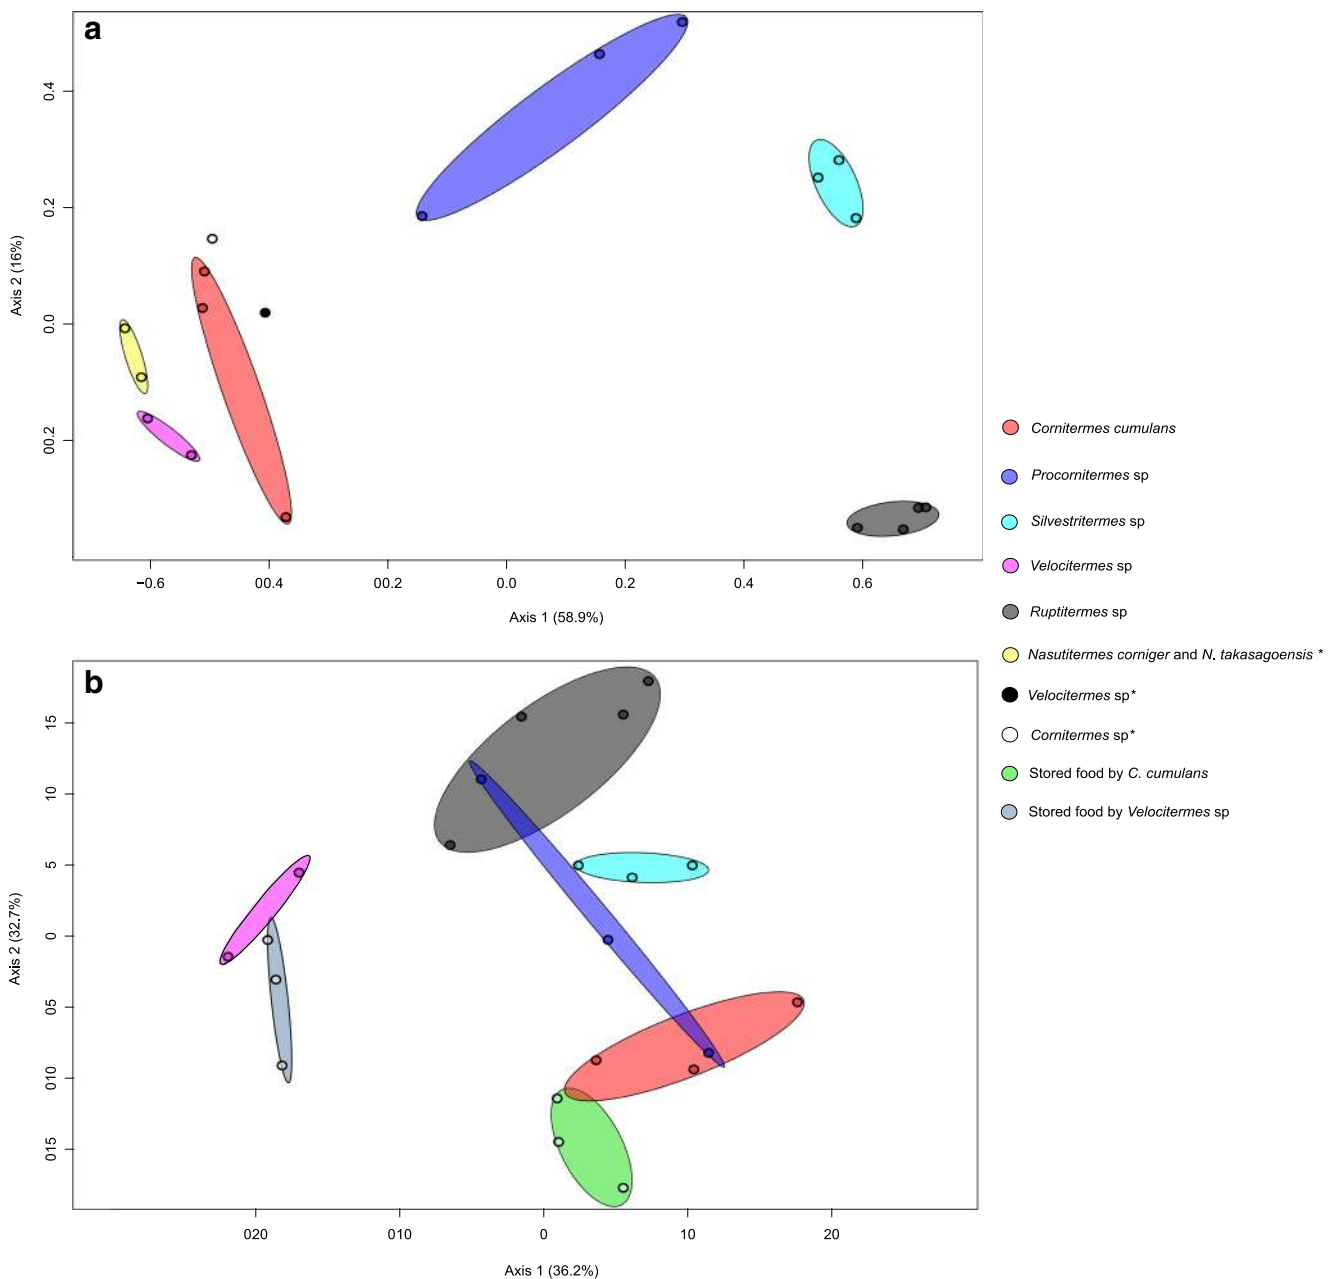 a
0.4
0.2
0.0
00.2
Axis 2 (16%)
−0.6
00.4
00.2
0.0
0.2
0.4
0.6
Axis 1 (58.9%)
Cornitermes cumulans
Procornitermes sp
Silvestritermes sp
Velocitermes sp
Ruptitermes sp
Nasutitermes corniger and N. takasagoensis *
Velocitermes sp*
Cornitermes sp*
Stored food by C. cumulans
Stored food by Velocitermes sp
b
15
10
5
0
05
010
015
Axis 2 (32.7%)
020
010
0
10
20
Axis 1 (36.2%)